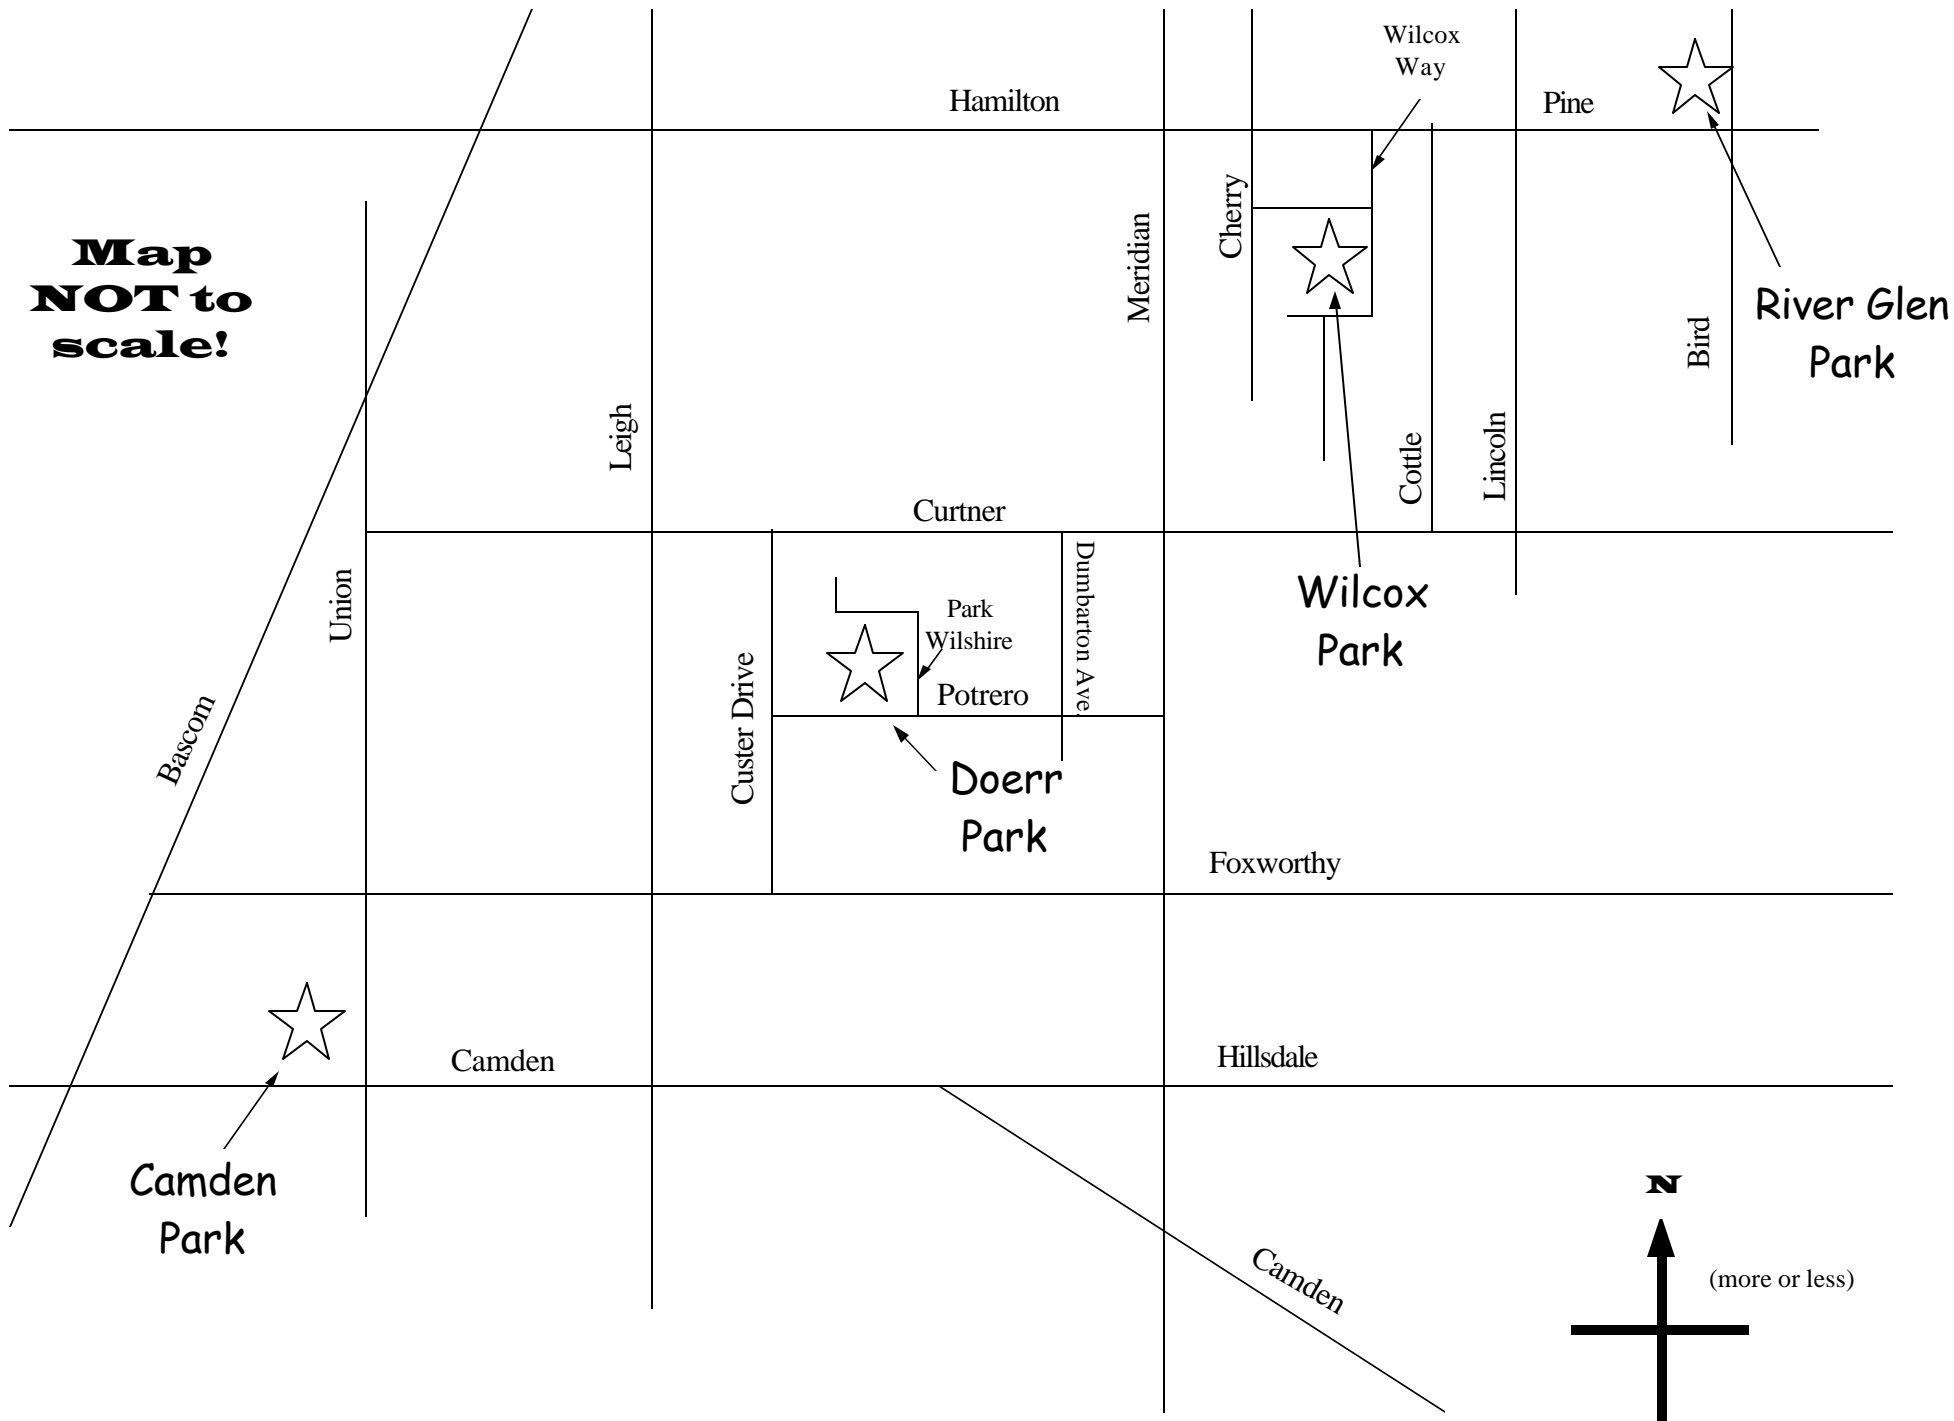 Wilcox
Way
Hamilton
Pine
Cherry
Meridian
Map
NOT to
scale!
River Glen
Park
Bird
Leigh
Cottle
Lincoln
Curtner
Union
Dumbarton Ave.
Park
Wilshire
Wilcox
Park
Custer Drive
Potrero
Bascom
Doerr
Park
Foxworthy
Camden
Hillsdale
Camden
Park
N
(more or less)
Camden